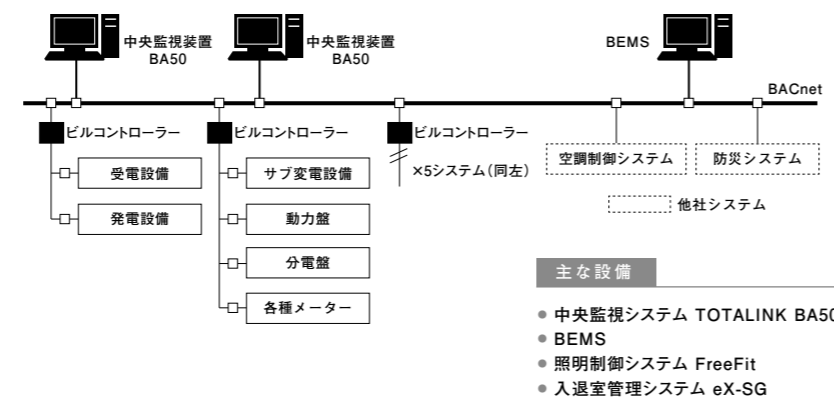 中央監視装置
BA50
中央監視装置
BA50
BEMS
BACnet
ビルコントローラー
ビルコントローラー
ビルコントローラー
受電設備
発電設備
サブ変電設備
動力盤
分電盤
各種メーター
×5システム(同左)
空調制御システム
防災システム
他社システム
主な設備
● 中央監視システム TOTALINK BA50
● BEMS
● 照明制御システム FreeFit
● 入退室管理システム eX-SG